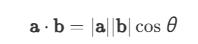 𝐚 · 𝐛 = |𝐚||𝐛| cos θ